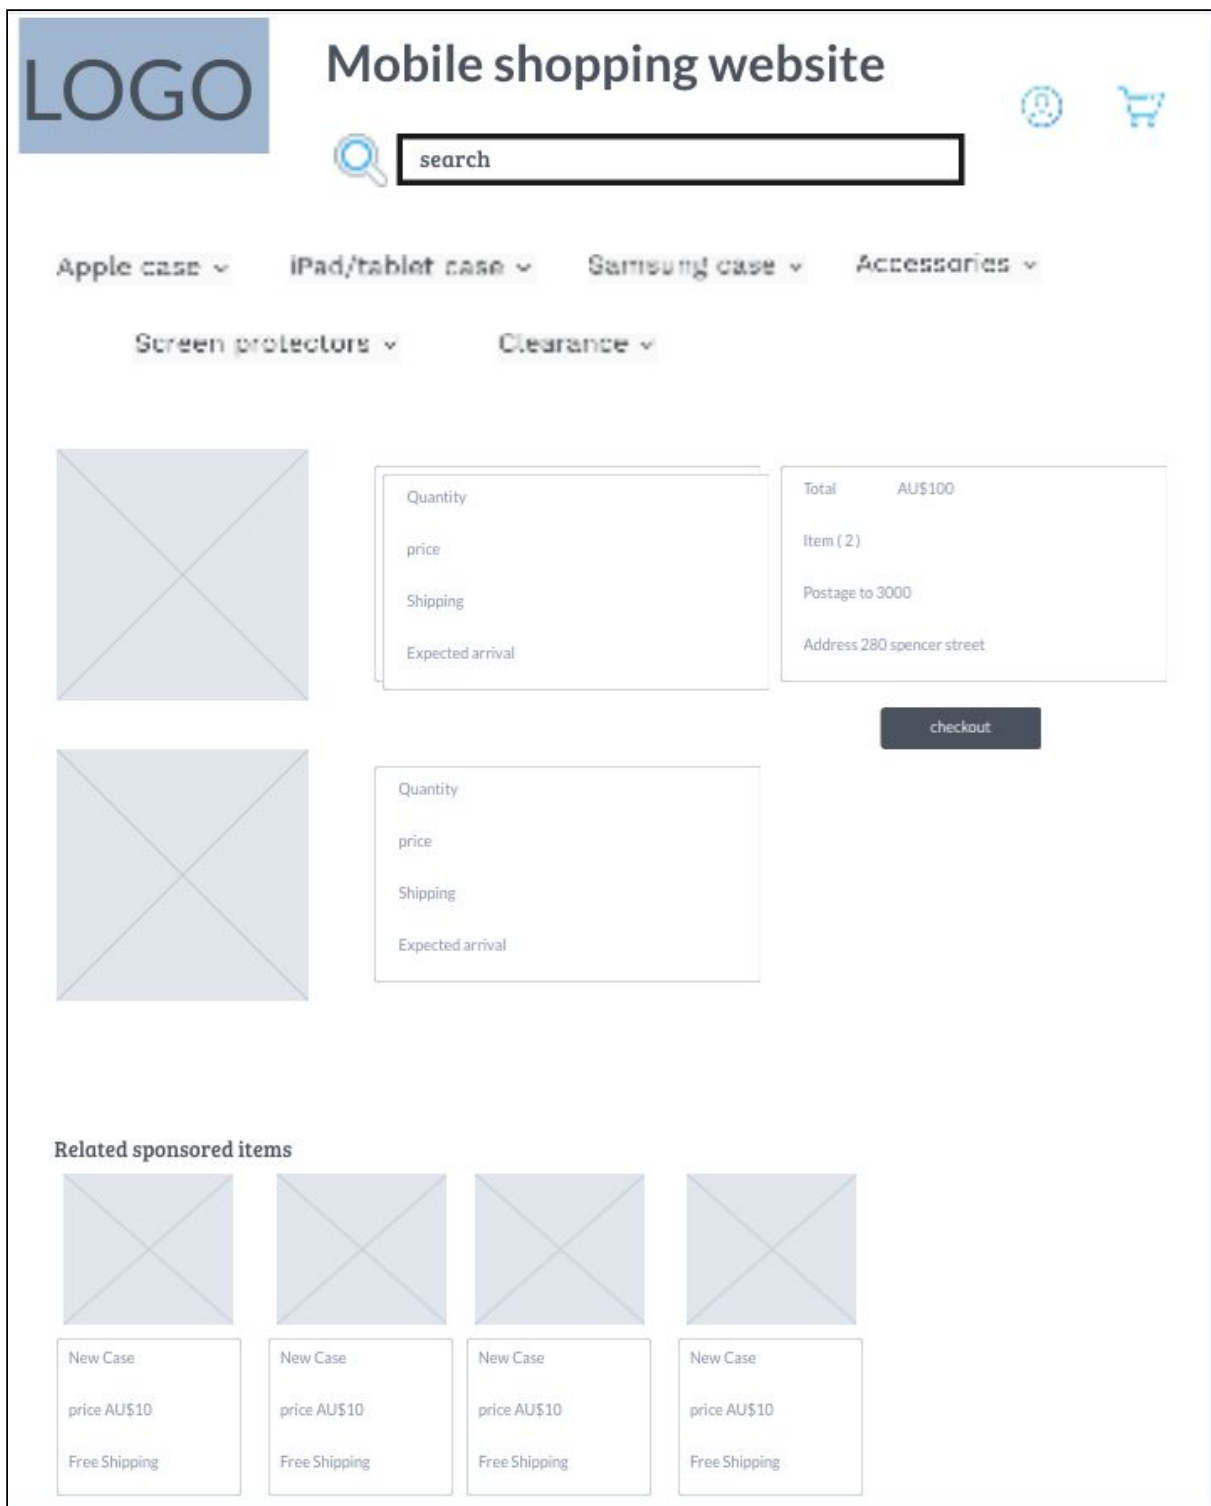 LOGO
Mobile shopping website
search
Apple case
iPad/tablet case
Samsung case
Accessories
Screen protectors
Clearance
Quantity
price
Shipping
Expected arrival
Total AU$100
Item ( 2 )
Postage to 3000
Address 280 spencer street
checkout
Quantity
price
Shipping
Expected arrival
Related sponsored items
New Case
price AU$10
Free Shipping
New Case
price AU$10
Free Shipping
New Case
price AU$10
Free Shipping
New Case
price AU$10
Free Shipping